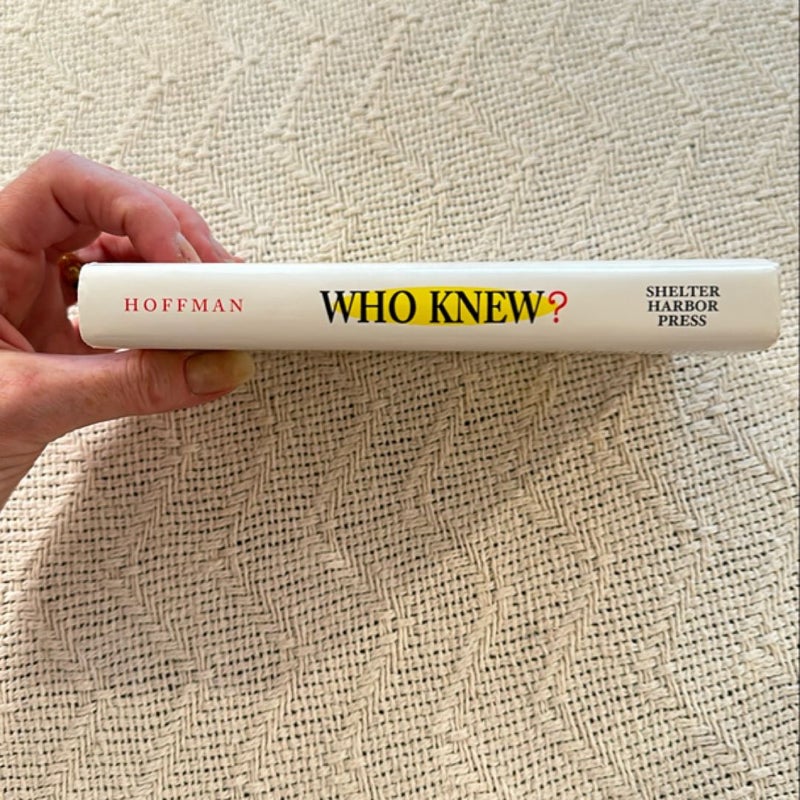 HOFFMAN
WHO KNEW?
SHELTER
HARBOR
PRESS